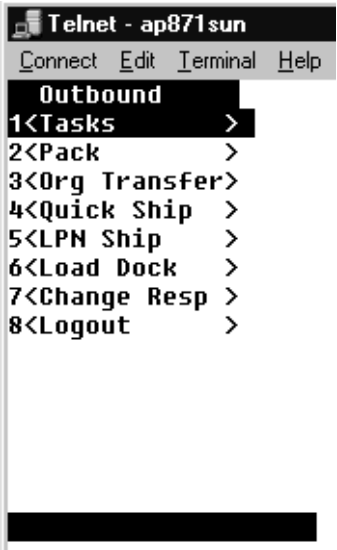 Telnet - ap871sun
Connect Edit Terminal Help
Outbound
1<Tasks >
2<Pack >
3<Org Transfer>
4<Quick Ship >
5<LPN Ship >
6<Load Dock >
7<Change Resp >
8<Logout >